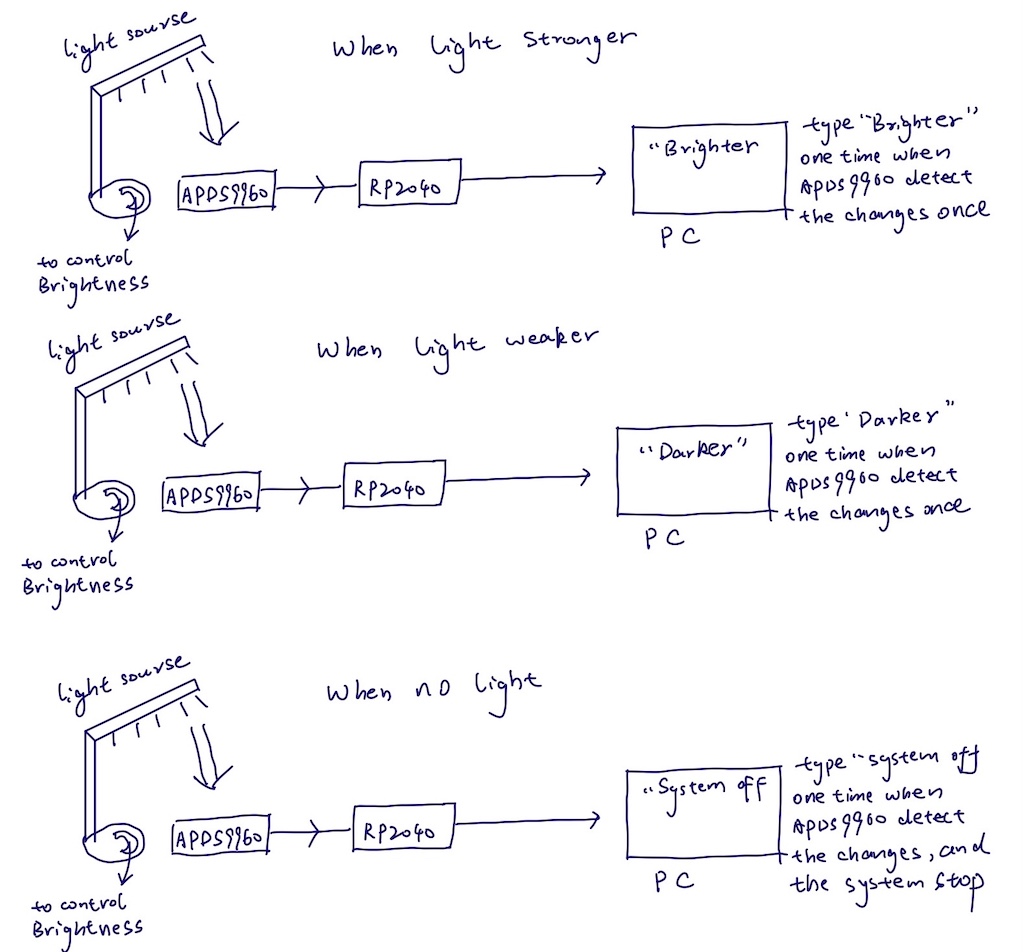 light sourse
When light stronger
"Brighter
type "Brighter"
one time when
APDS9960 detect
the changes once
APDS9960
RP2040
PC
to control
Brightness
light sourse
When light weaker
"Darker"
type 'Darker"
one time when
APDS9960 detect
the changes once
APDS9960
RP2040
PC
to control
Brightness
light sourse
When no light
"System off
type "system off
one time when
APDS9960 detect
the changes, and
the system stop
APDS9960
RP2040
PC
to control
Brightness